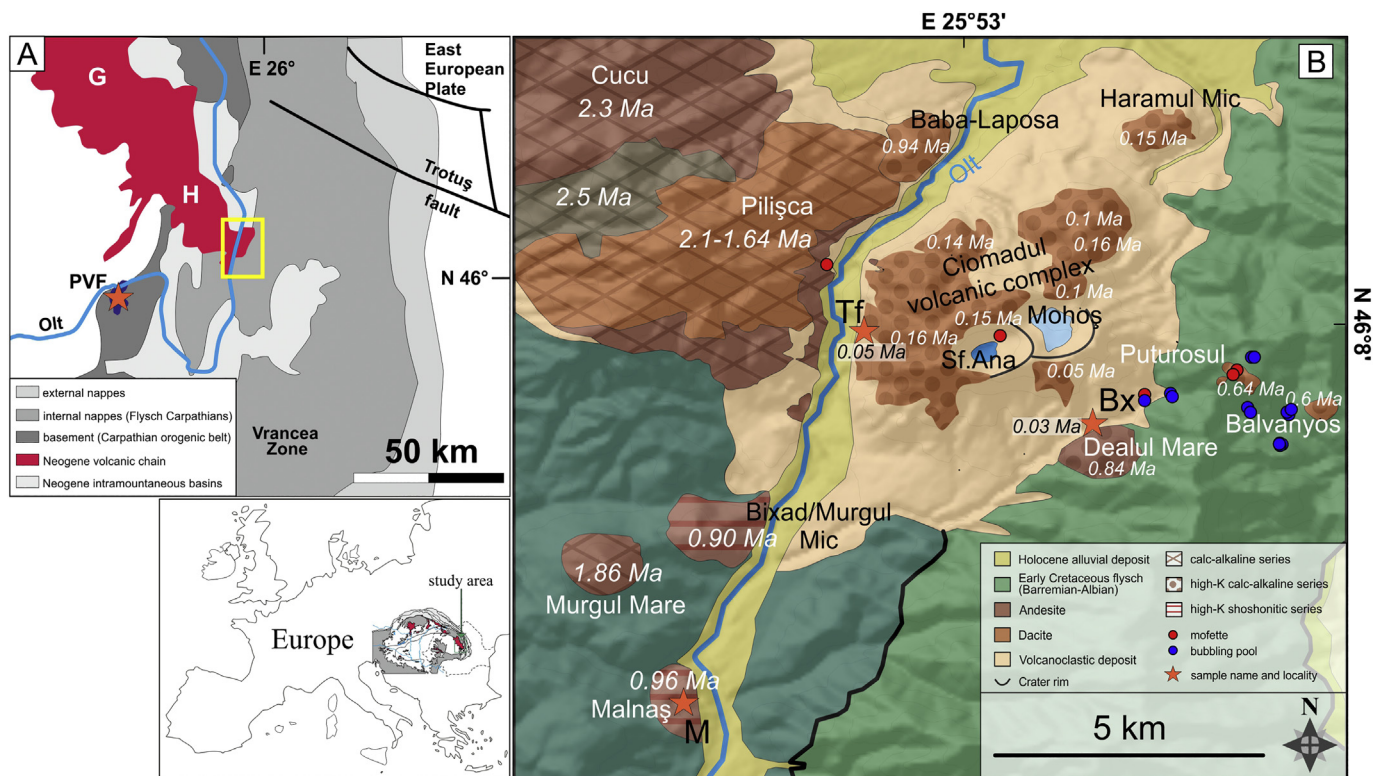 A
G
H
E 26°
East
European
Plate
Trotuş
fault
N 46°
PVF
Olt
Vrancea
Zone
50 km
external nappes
internal nappes (Flysch Carpathians)
basement (Carpathian orogenic belt)
Neogene volcanic chain
Neogene intramountaneous basins
study area
Europe
E 25°53'
B
Cucu
2.3 Ma
2.5 Ma
Pilişca
2.1-1.64 Ma
Baba-Laposa
0.94 Ma
Olt
Haramul Mic
0.15 Ma
0.1 Ma
0.16 Ma
0.14 Ma
Ciomadul
volcanic complex
0.1 Ma
0.15 Ma
Mohoş
Tf
0.16 Ma
0.05 Ma
Sf.Ana
0.05 Ma
N 46°8'
Puturosul
0.64 Ma
0.6 Ma
Balvanyos
Bx
0.03 Ma
Dealul Mare
0.84 Ma
Bixad/Murgul
Mic
0.90 Ma
1.86 Ma
Murgul Mare
0.96 Ma
Malnaş
M
Holocene alluvial deposit
Early Cretaceous flysch
(Barremian-Albian)
Andesite
Dacite
Volcanoclastic deposit
Crater rim
calc-alkaline series
high-K calc-alkaline series
high-K shoshonitic series
mofette
bubbling pool
sample name and locality
5 km
N